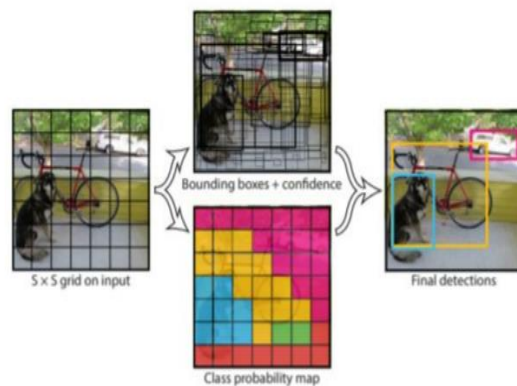 Bounding boxes + confidence
S × S grid on input
Final detections
Class probability map